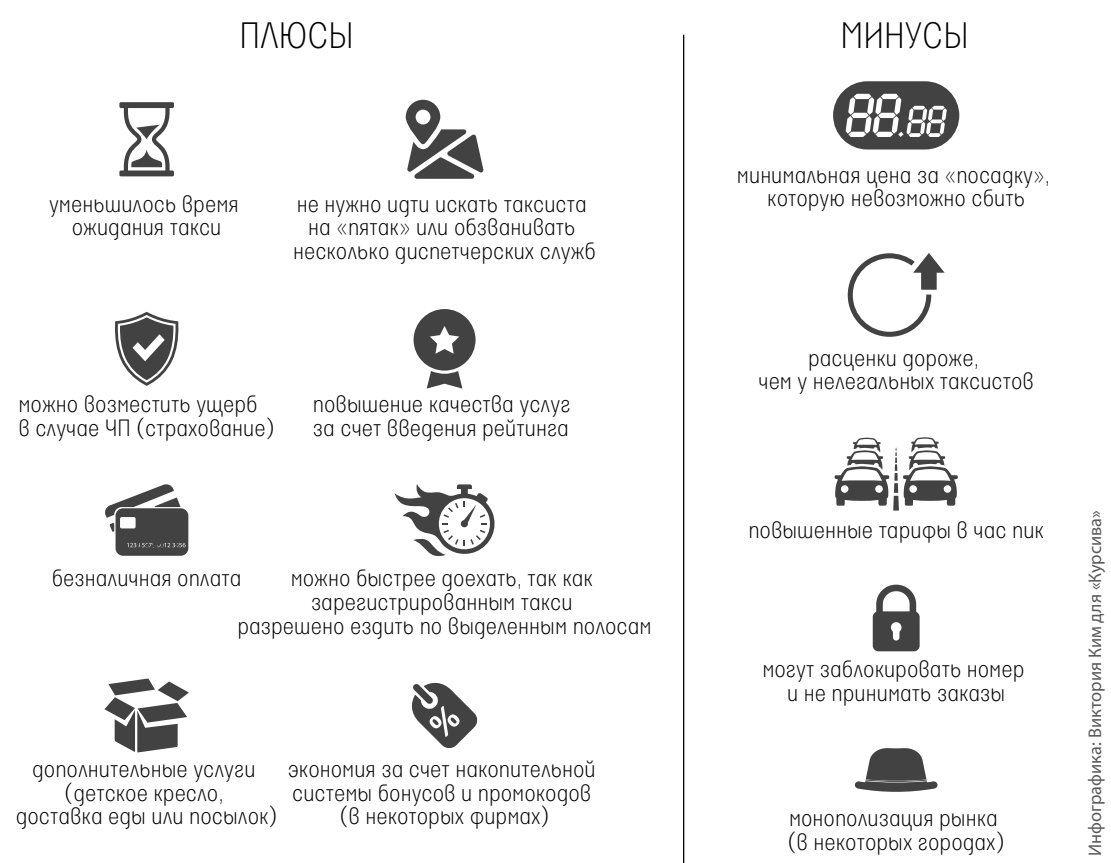 ПЛЮСЫ
уменьшилось время
ожидания такси
не нужно идти искать таксиста
на «пятак» или обзванивать
несколько диспетчерских служб
можно возместить ущерб
в случае ЧП (страхование)
повышение качества услуг
за счет введения рейтинга
безналичная оплата
можно быстрее доехать, так как
зарегистрированным такси
разрешено ездить по выделенным полосам
дополнительные услуги
(детское кресло,
доставка еды или посылок)
%
экономия за счет накопительной
системы бонусов и промокодов
(в некоторых фирмах)
МИНУСЫ
88.88
минимальная цена за «посадку»,
которую невозможно сбить
расценки дороже,
чем у нелегальных таксистов
повышенные тарифы в час пик
могут заблокировать номер
и не принимать заказы
монополизация рынка
(в некоторых городах)
Инфографика: Виктория Ким для «Курсива»